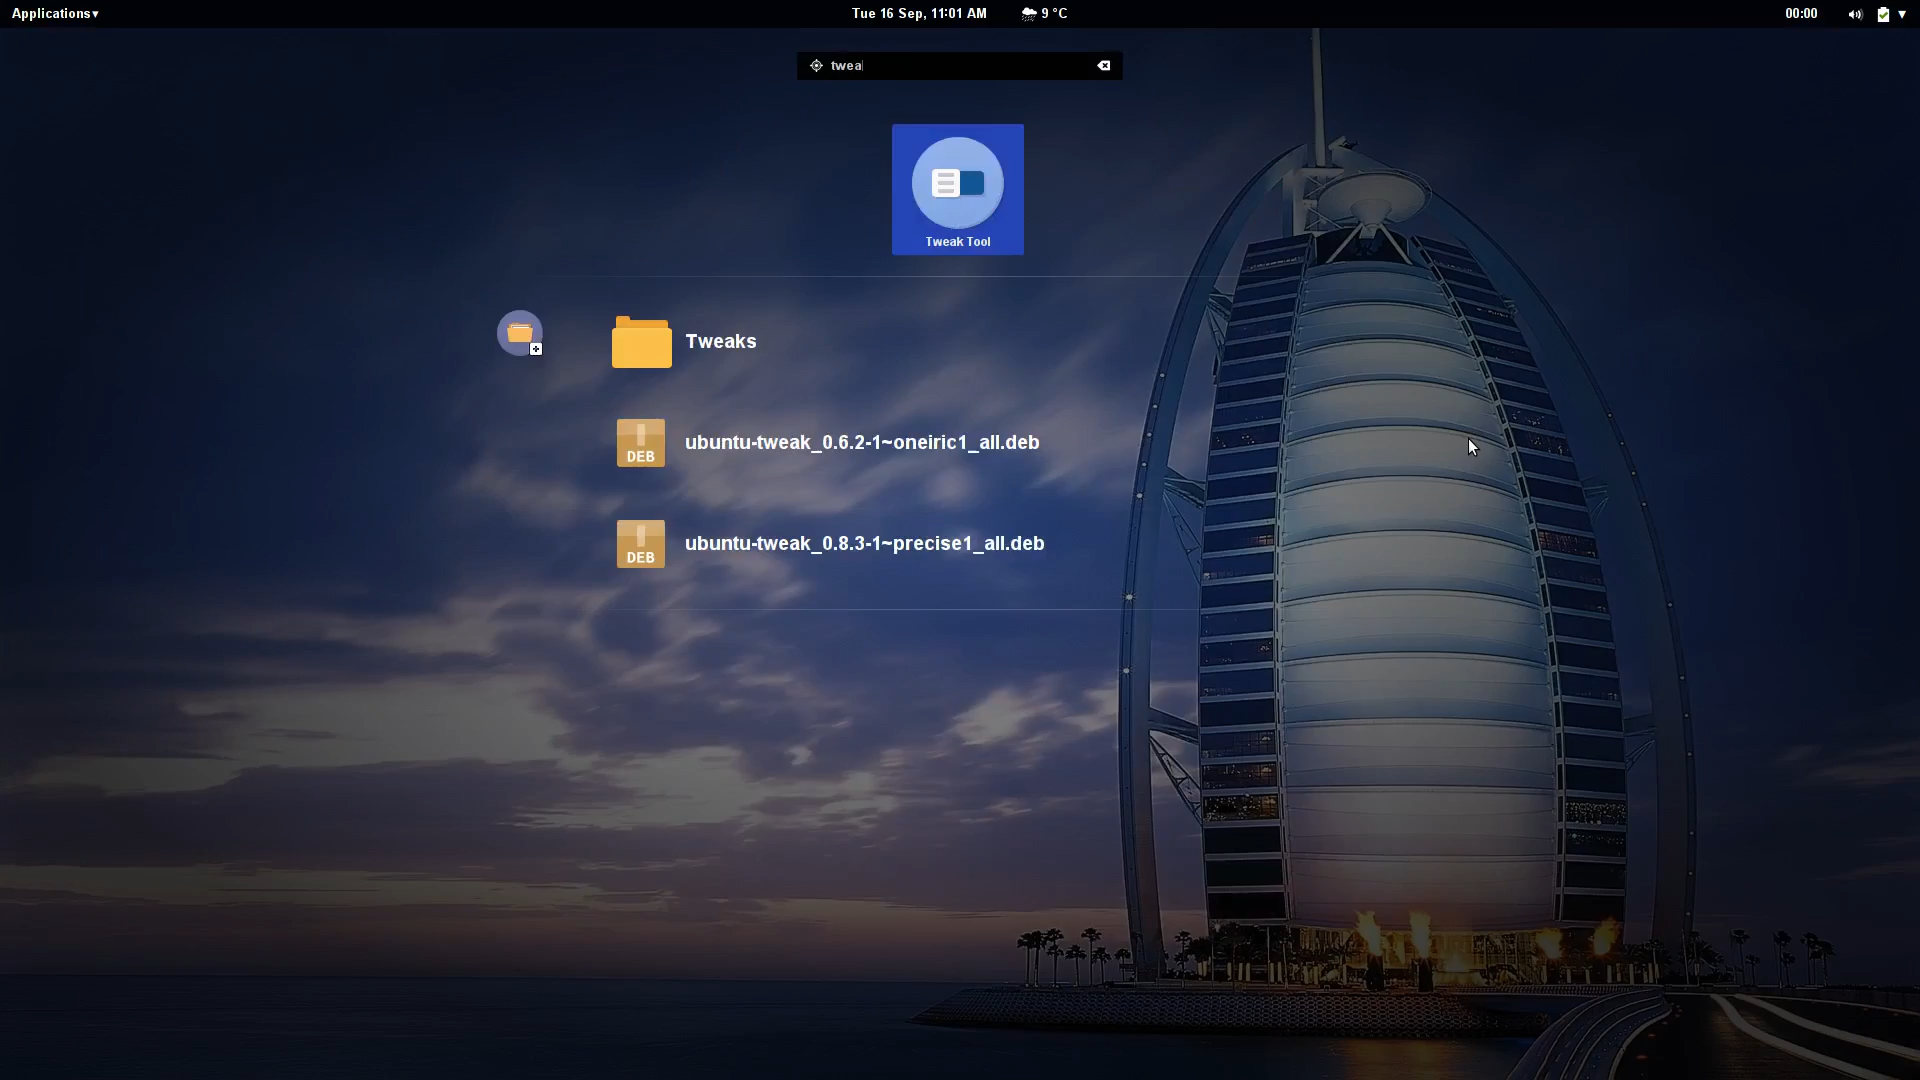 Applications▾ Tue 16 Sep, 11:01 AM 9 °C 00:00
twea
Tweak Tool
Tweaks
DEB ubuntu-tweak_0.6.2-1~oneiric1_all.deb
DEB ubuntu-tweak_0.8.3-1~precise1_all.deb